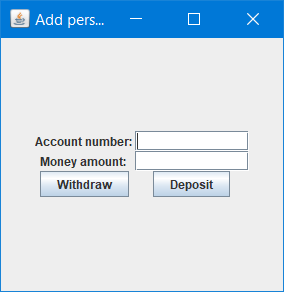 Add pers...
Account number:
Money amount:
Withdraw Deposit